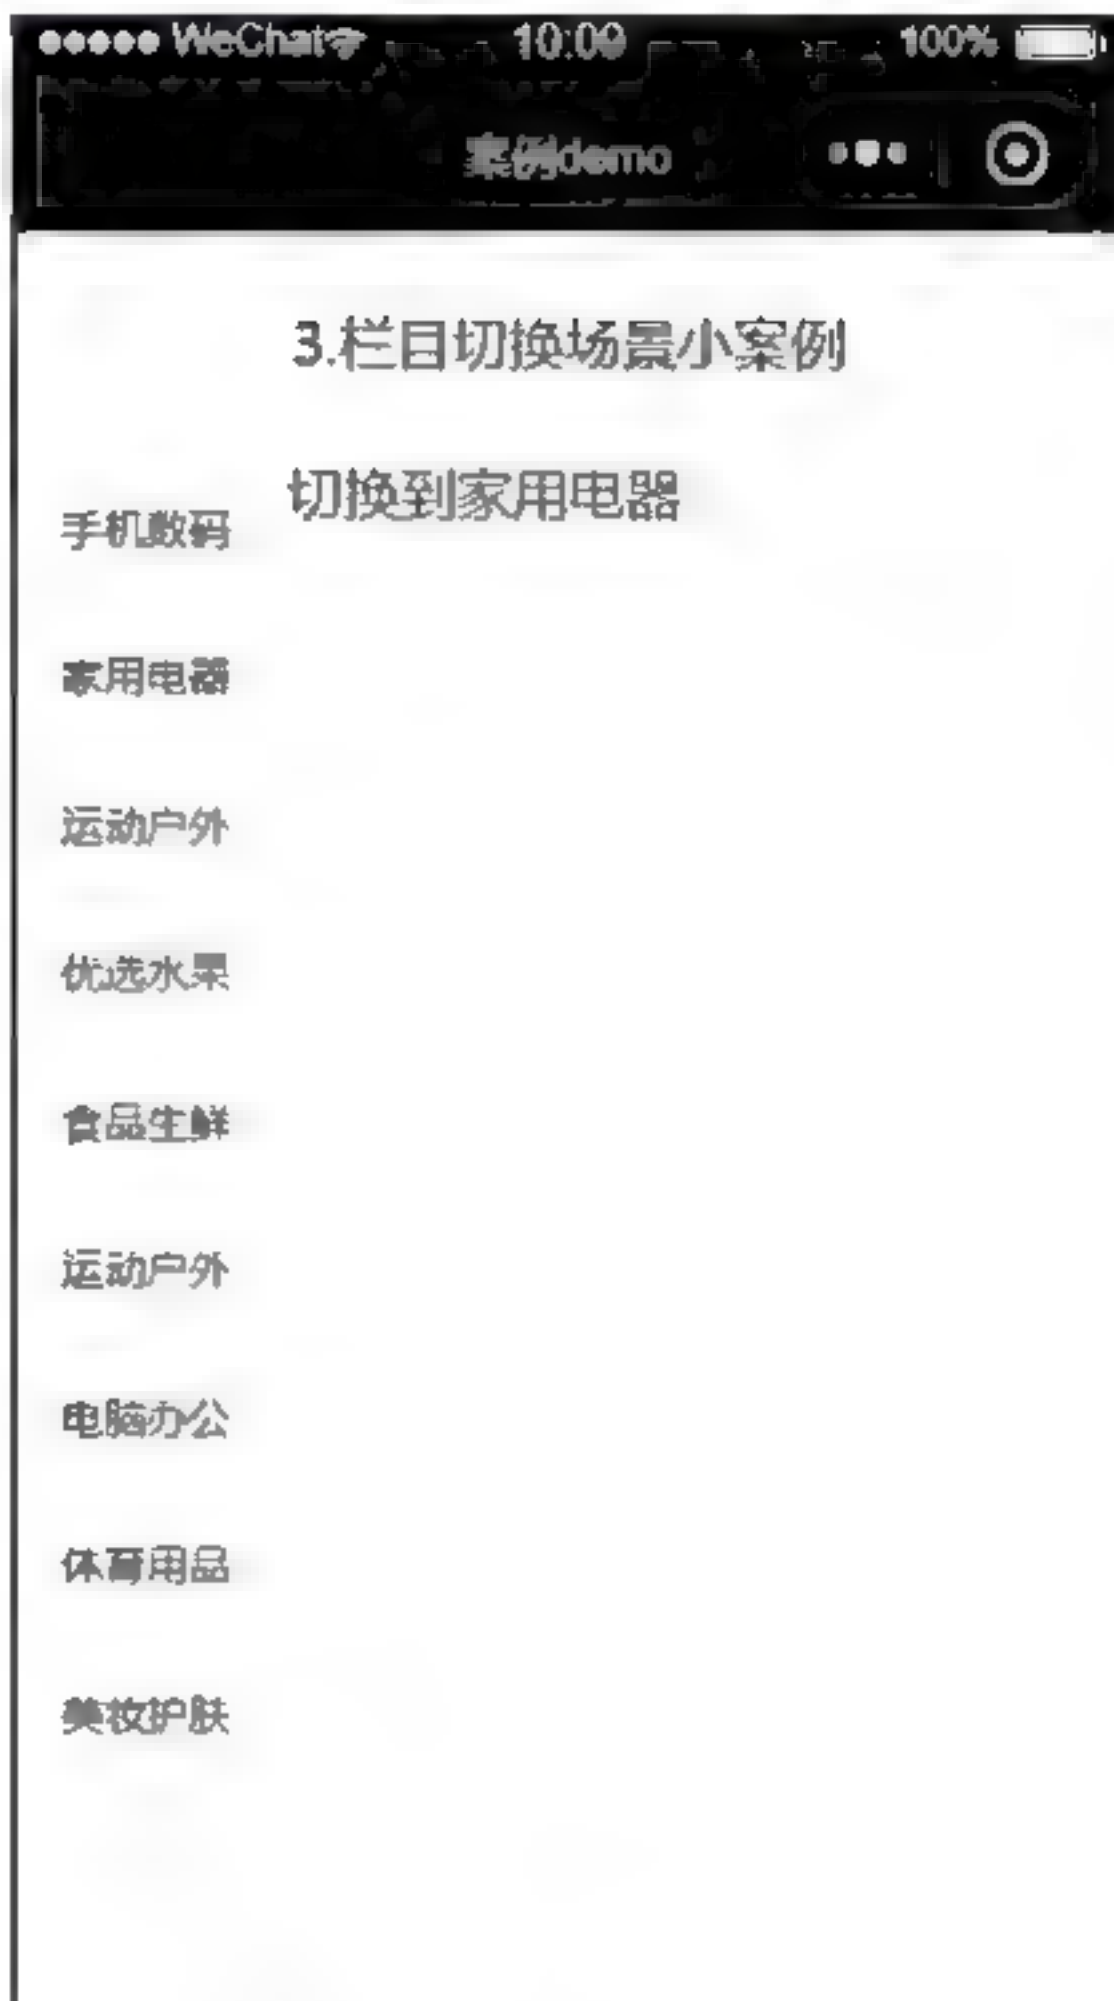 WeChat 10:09 100%
案例demo
3.栏目切换场景小案例
切换到家用电器
手机数码
家用电器
运动户外
优选水果
食品生鲜
运动户外
电脑办公
体育用品
美妆护肤